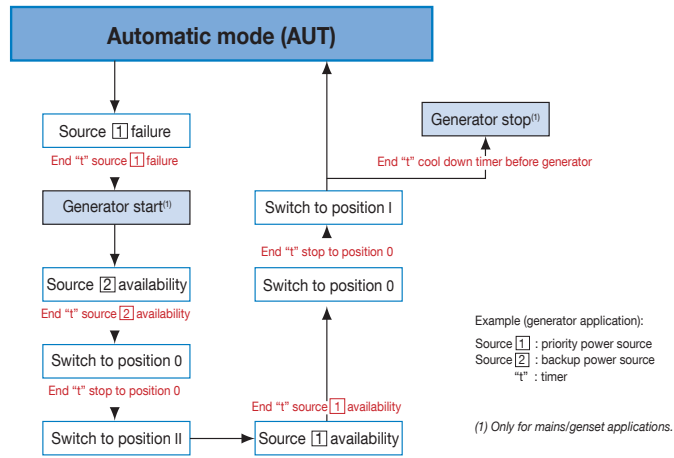 Automatic mode (AUT)
Source 1 failure
End “t” source 1 failure
Generator start(1)
Source 2 availability
End “t” source 2 availability
Switch to position 0
End “t” stop to position 0
Switch to position II
Source 1 availability
End “t” source 1 availability
Switch to position 0
End “t” stop to position 0
Switch to position I
End “t” cool down timer before generator
Generator stop(1)
Example (generator application):
Source 1 : priority power source
Source 2 : backup power source
“t” : timer
(1) Only for mains/genset applications.